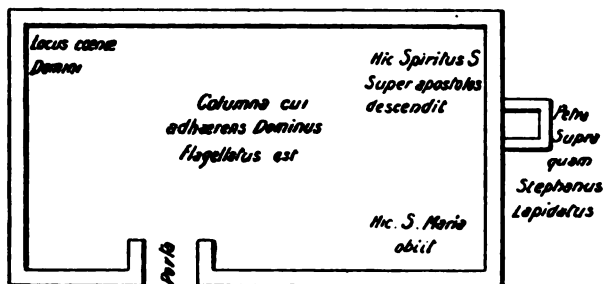 Locus coenæ
Domini
Hic Spiritus S
Super apostolos
descendit
Columna cui
adhærens Dominus
Flagellatus est
Petra
Supra
quam
Stephanus
Lapidatus
Hic. S. Maria
obiit
Porta